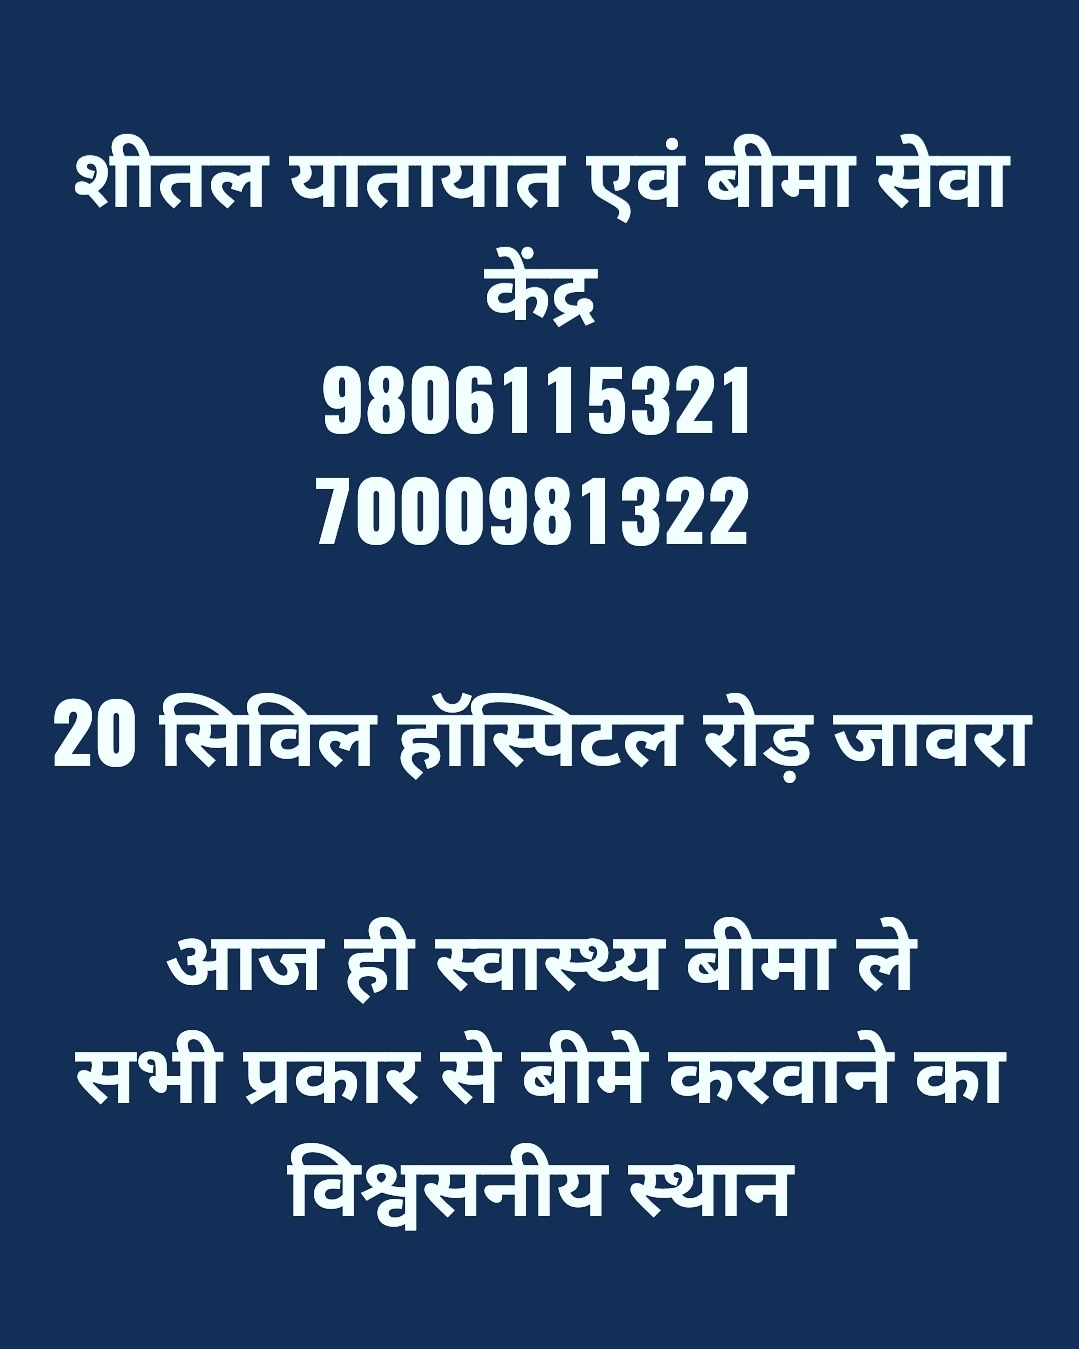 शीतल यातायात एवं बीमा सेवा
केंद्र
9806115321
7000981322
20 सिविल हॉस्पिटल रोड़ जावरा
आज ही स्वास्थ्य बीमा ले
सभी प्रकार से बीमे करवाने का
विश्वसनीय स्थान